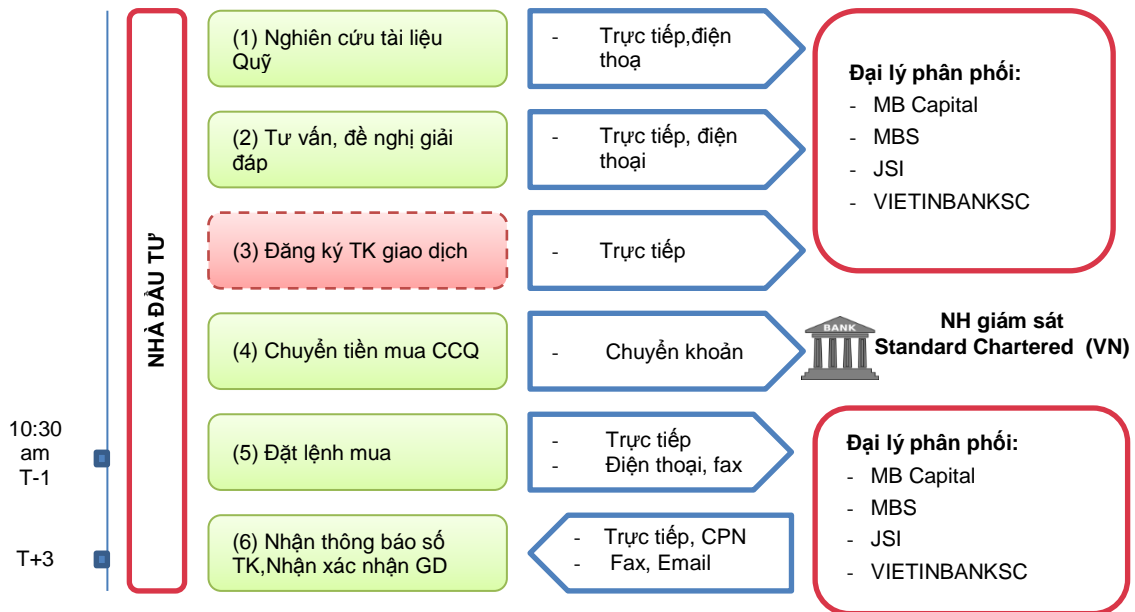 NHÀ ĐẦU TƯ
(1) Nghiên cứu tài liệu
Quỹ
- Trực tiếp,điện
thoạ
Đại lý phân phối:
- MB Capital
- MBS
- JSI
- VIETINBANKSC
(2) Tư vấn, đề nghị giải
đáp
- Trực tiếp, điện
thoại
(3) Đăng ký TK giao dịch
- Trực tiếp
(4) Chuyển tiền mua CCQ
- Chuyển khoản
BANK
NH giám sát
Standard Chartered (VN)
10:30
am
T-1
(5) Đặt lệnh mua
- Trực tiếp
- Điện thoại, fax
Đại lý phân phối:
- MB Capital
- MBS
- JSI
- VIETINBANKSC
T+3
(6) Nhận thông báo số
TK,Nhận xác nhận GD
- Trực tiếp, CPN
- Fax, Email